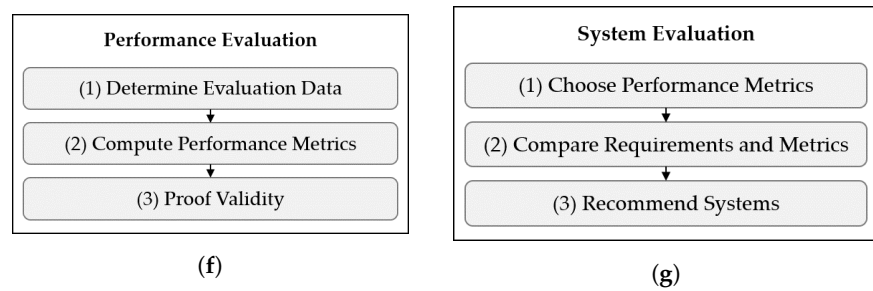 Performance Evaluation
(1) Determine Evaluation Data
(2) Compute Performance Metrics
(3) Proof Validity
(f)
System Evaluation
(1) Choose Performance Metrics
(2) Compare Requirements and Metrics
(3) Recommend Systems
(g)